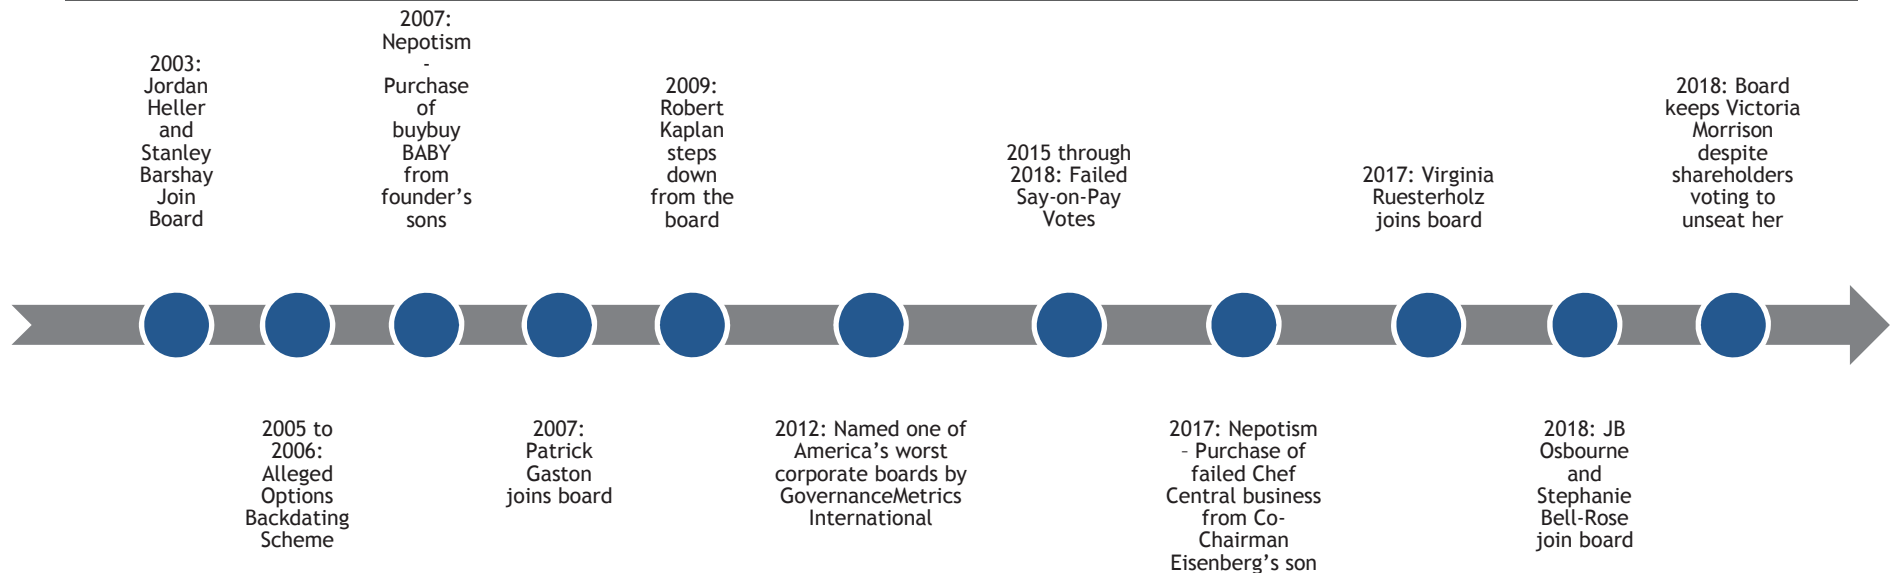 2003:
Jordan
Heller
and
Stanley
Barshay
Join
Board
2005 to
2006:
Alleged
Options
Backdating
Scheme
2007:
Nepotism
-
Purchase
of
buybuy
BABY
from
founder’s
sons
2007:
Patrick
Gaston
joins board
2009:
Robert
Kaplan
steps
down
from the
board
2012: Named one of
America’s worst
corporate boards by
GovernanceMetrics
International
2015 through
2018: Failed
Say-on-Pay
Votes
2017: Nepotism
– Purchase of
failed Chef
Central business
from Co-
Chairman
Eisenberg’s son
2017: Virginia
Ruesterholz
joins board
2018: JB
Osbourne
and
Stephanie
Bell-Rose
join board
2018: Board
keeps Victoria
Morrison
despite
shareholders
voting to
unseat her